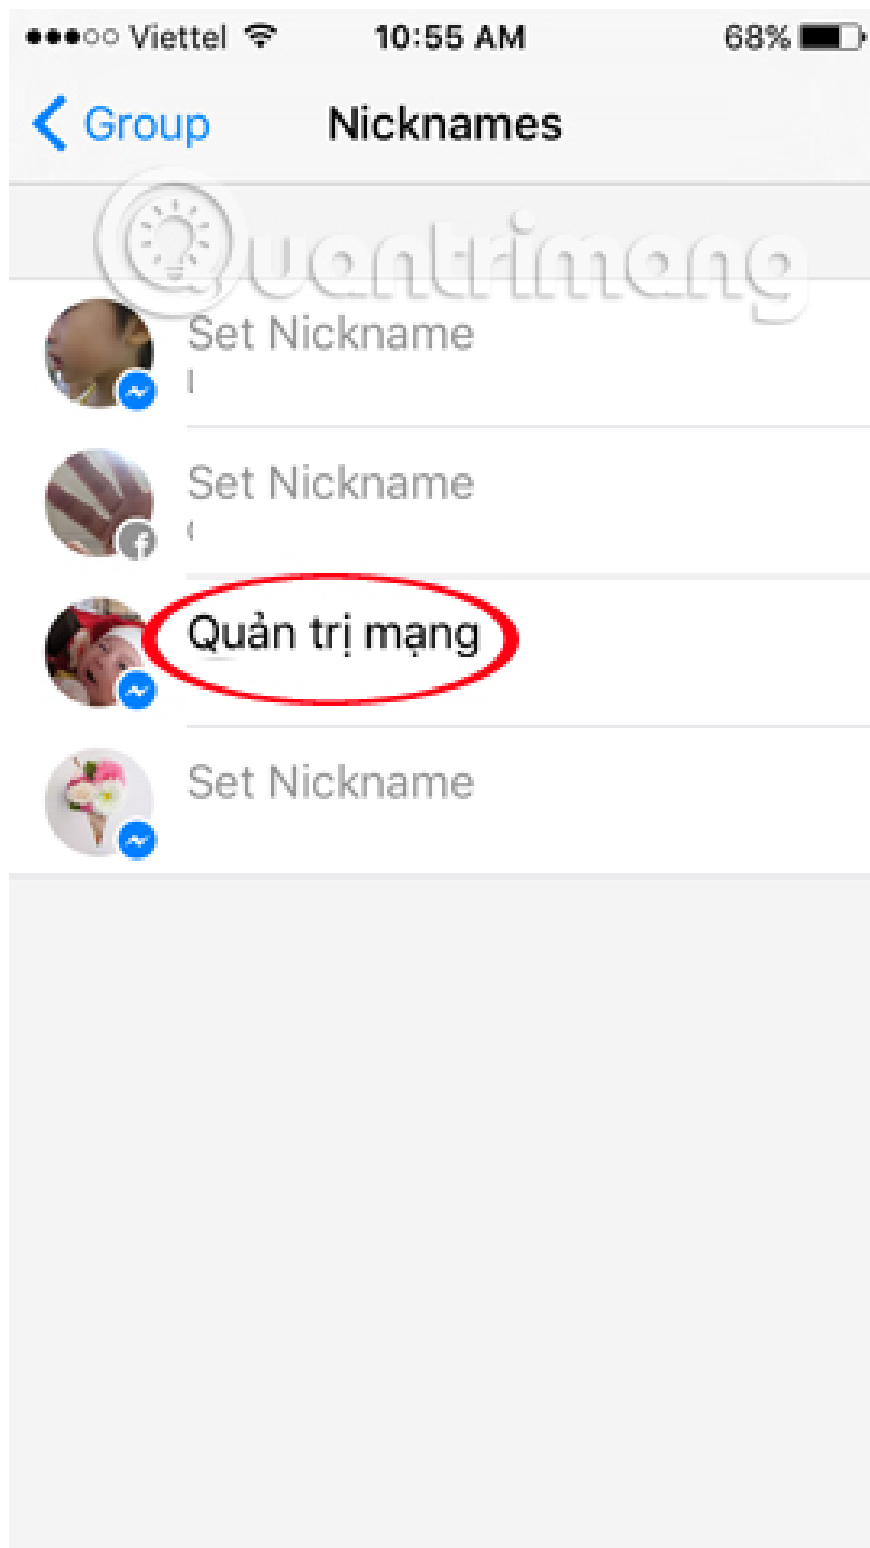 Viettel 10:55 AM 68%
Group Nicknames
Quantrimang
Set Nickname
Set Nickname
Quản trị mạng
Set Nickname